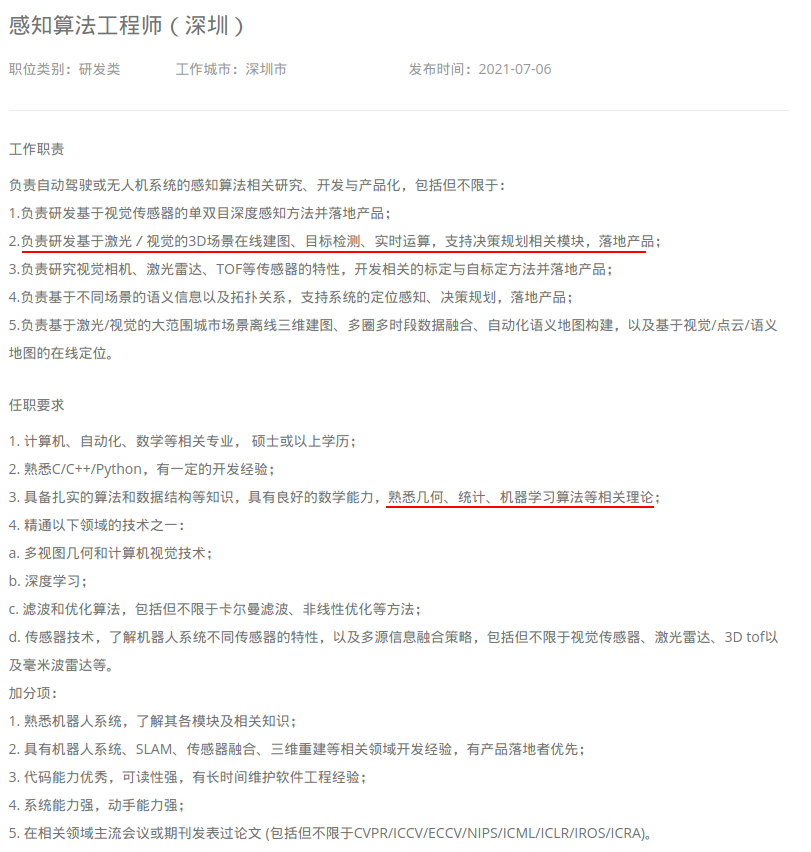 感知算法工程师（深圳）
职位类别：研发类 工作城市：深圳市 发布时间：2021-07-06
工作职责
负责自动驾驶或无人机系统的感知算法相关研究、开发与产品化，包括但不限于：
1.负责研发基于视觉传感器的单双目深度感知方法并落地产品；
2.负责研发基于激光 / 视觉的3D场景在线建图、目标检测、实时运算，支持决策规划相关模块，落地产品；
3.负责研究视觉相机、激光雷达、TOF等传感器的特性，开发相关的标定与自标定方法并落地产品；
4.负责基于不同场景的语义信息以及拓扑关系，支持系统的定位感知、决策规划，落地产品；
5.负责基于激光/视觉的大范围城市场景离线三维建图、多圈多时段数据融合、自动化语义地图构建，以及基于视觉/点云/语义
地图的在线定位。
任职要求
1. 计算机、自动化、数学等相关专业， 硕士或以上学历；
2. 熟悉C/C++/Python，有一定的开发经验；
3. 具备扎实的算法和数据结构等知识，具有良好的数学能力，熟悉几何、统计、机器学习算法等相关理论；
4. 精通以下领域的技术之一：
a. 多视图几何和计算机视觉技术；
b. 深度学习；
c. 滤波和优化算法，包括但不限于卡尔曼滤波、非线性优化等方法；
d. 传感器技术，了解机器人系统不同传感器的特性，以及多源信息融合策略，包括但不限于视觉传感器、激光雷达、3D tof以
及毫米波雷达等。
加分项：
1. 熟悉机器人系统，了解其各模块及相关知识；
2. 具有机器人系统、SLAM、传感器融合、三维重建等相关领域开发经验，有产品落地者优先；
3. 代码能力优秀，可读性强，有长时间维护软件工程经验；
4. 系统能力强，动手能力强；
5. 在相关领域主流会议或期刊发表过论文 (包括但不限于CVPR/ICCV/ECCV/NIPS/ICML/ICLR/IROS/ICRA)。